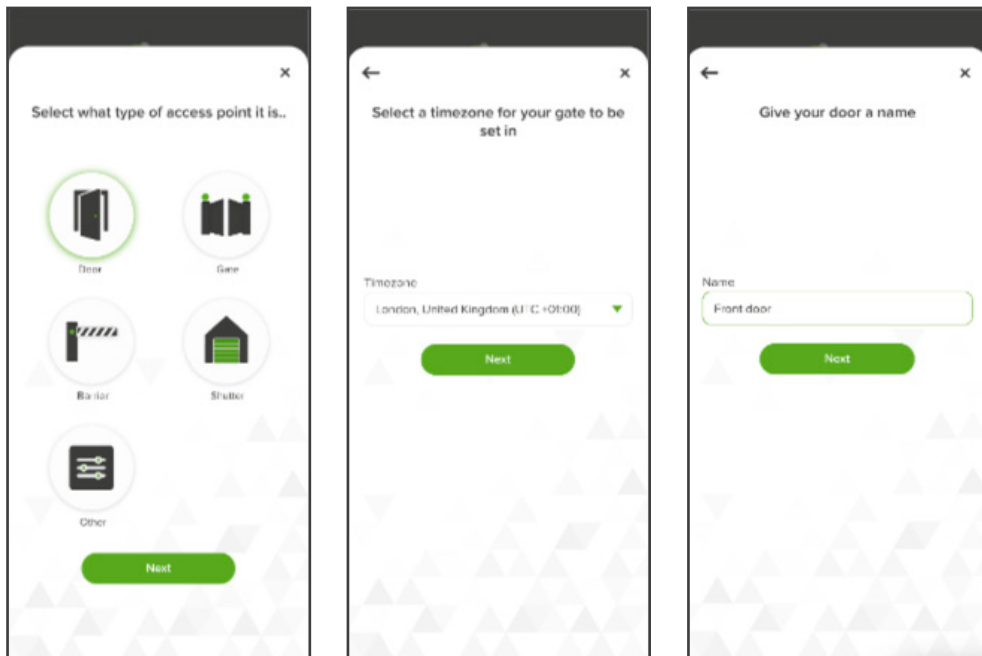 Select what type of access point it is..
Door
Gate
Barrier
Shutter
Other
Next
Select a timezone for your gate to be
set in
Timezone
London, United Kingdom (UTC +01:00)
Next
Give your door a name
Name
Front door
Next